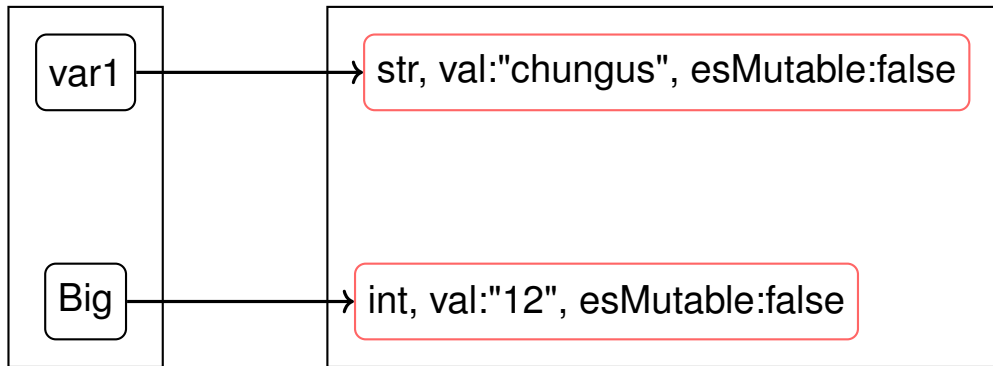 var1
str, val:"chungus", esMutable:false
Big
int, val:"12", esMutable:false